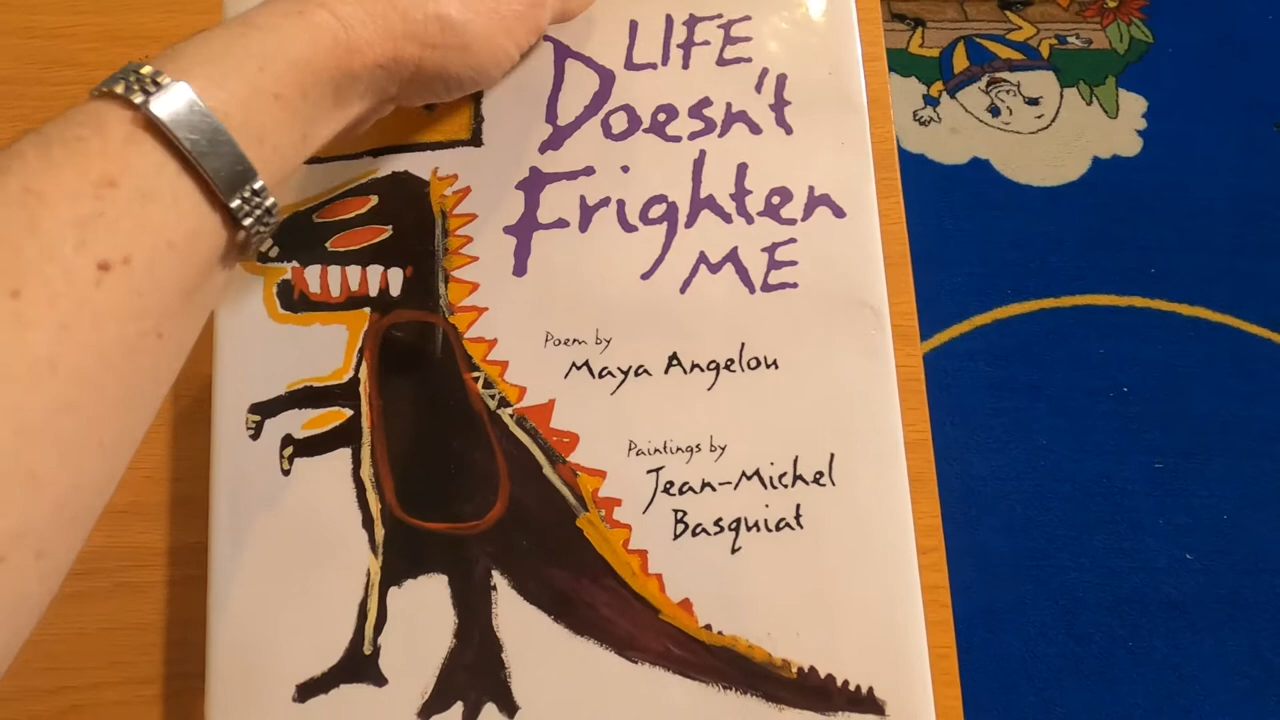 LIFE
Doesn't
Frighten
ME
Poem by
Maya Angelou
Paintings by
Jean-Michel
Basquiat